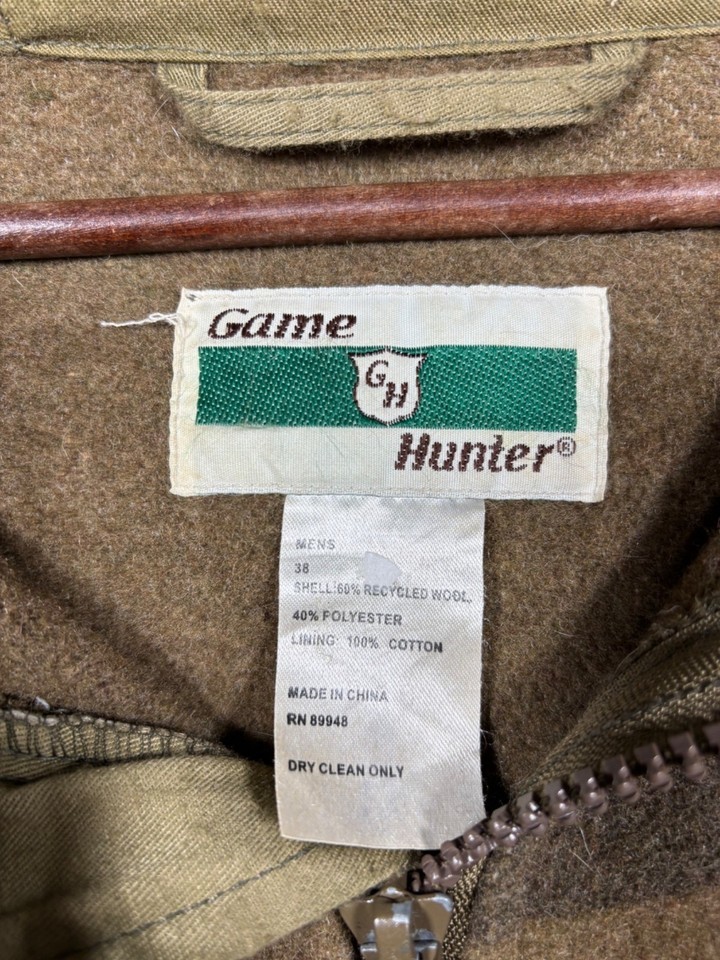 Game
GH
Hunter®
MENS
38
SHELL:60% RECYCLED WOOL,
40% POLYESTER
LINING: 100% COTTON
MADE IN CHINA
RN 89948
DRY CLEAN ONLY